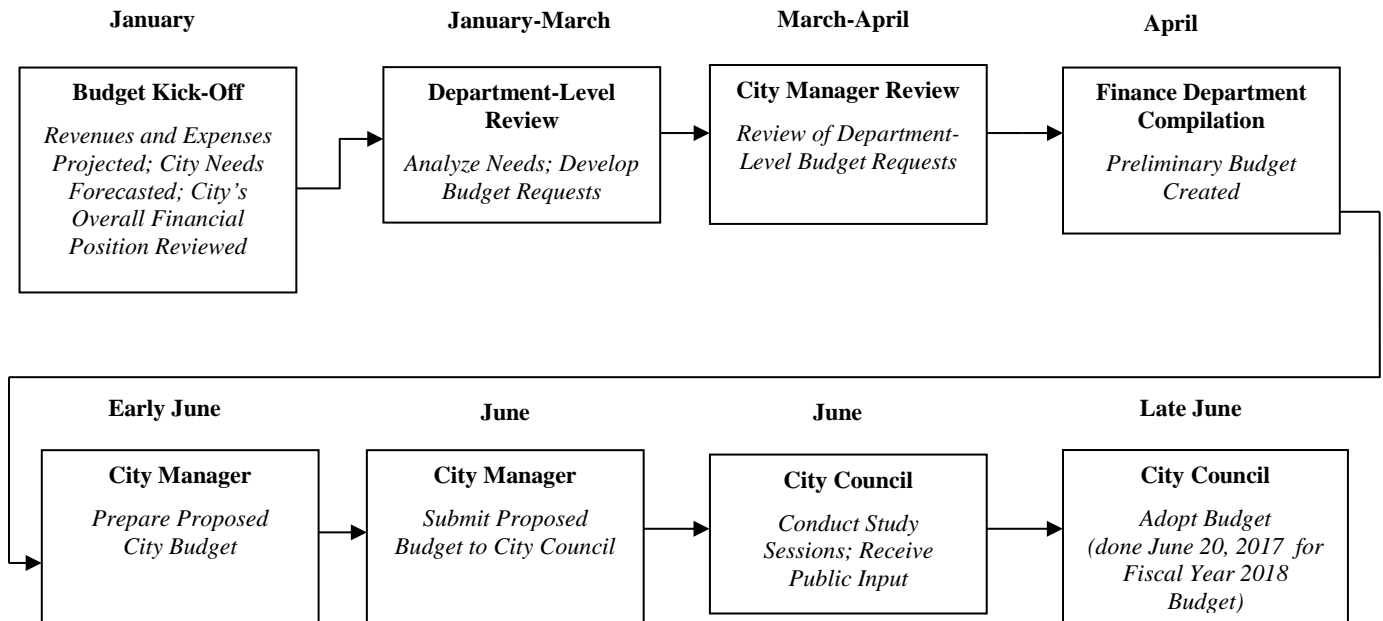 January
Budget Kick-Off
Revenues and Expenses
Projected; City Needs
Forecasted; City’s
Overall Financial
Position Reviewed
January-March
Department-Level
Review
Analyze Needs; Develop
Budget Requests
March-April
City Manager Review
Review of Department-
Level Budget Requests
April
Finance Department
Compilation
Preliminary Budget
Created
Early June
City Manager
Prepare Proposed
City Budget
June
City Manager
Submit Proposed
Budget to City Council
June
City Council
Conduct Study
Sessions; Receive
Public Input
Late June
City Council
Adopt Budget
(done June 20, 2017 for
Fiscal Year 2018
Budget)